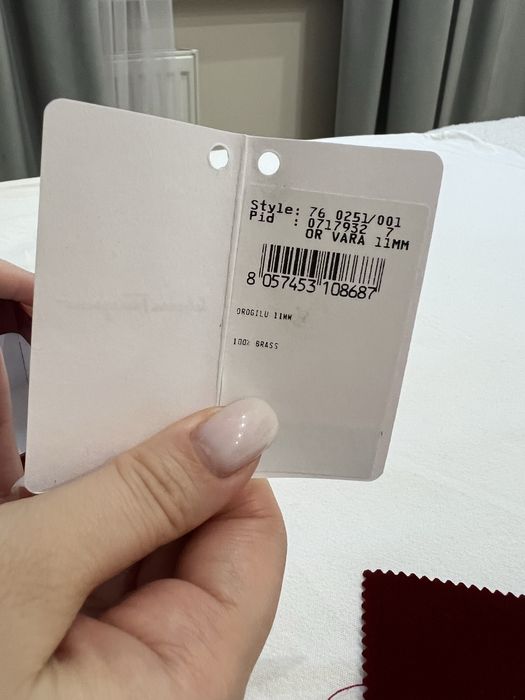 Style: 76 0251/001
Pid : 0717932 7
OR VARA 11MM
8 057453 108687
OROGILU 11MM
100% BRASS